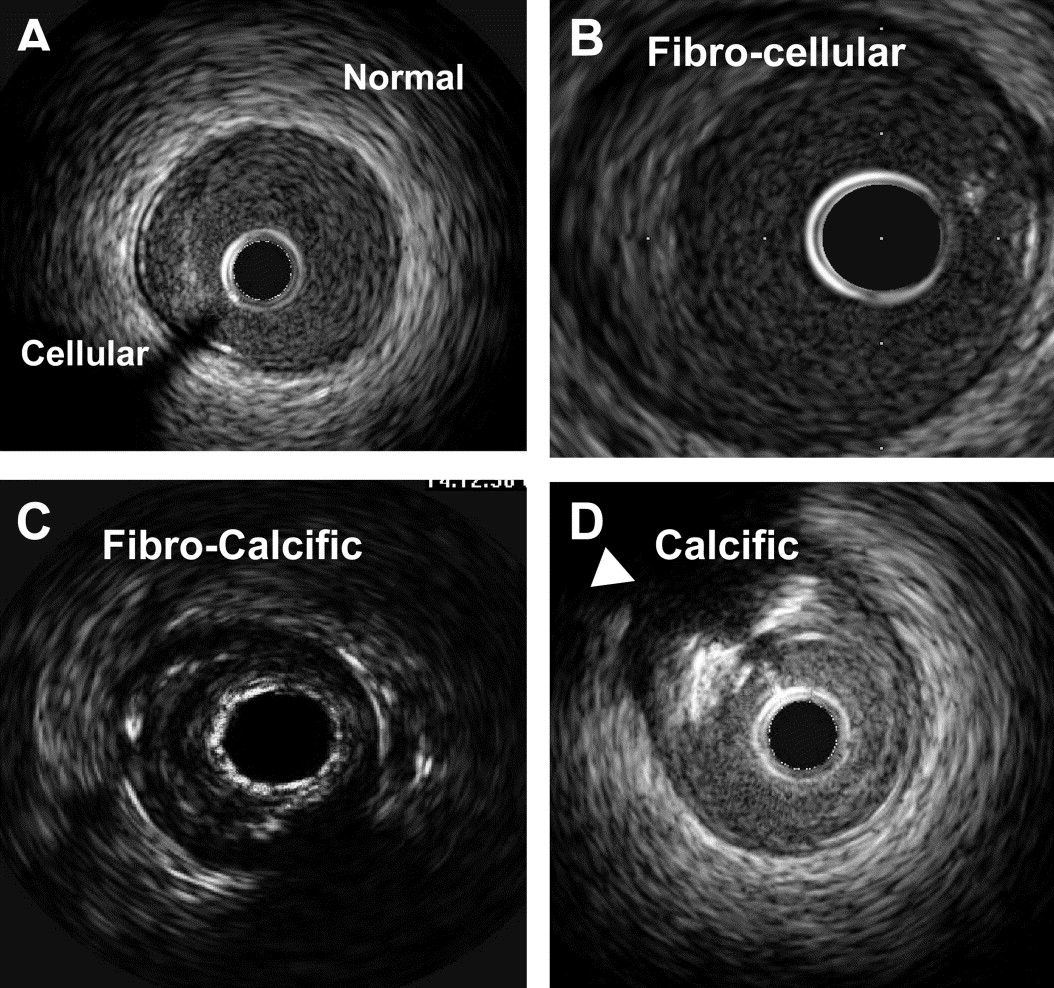 A
Normal
Cellular
B
Fibro-cellular
C
Fibro-Calcific
D
Calcific